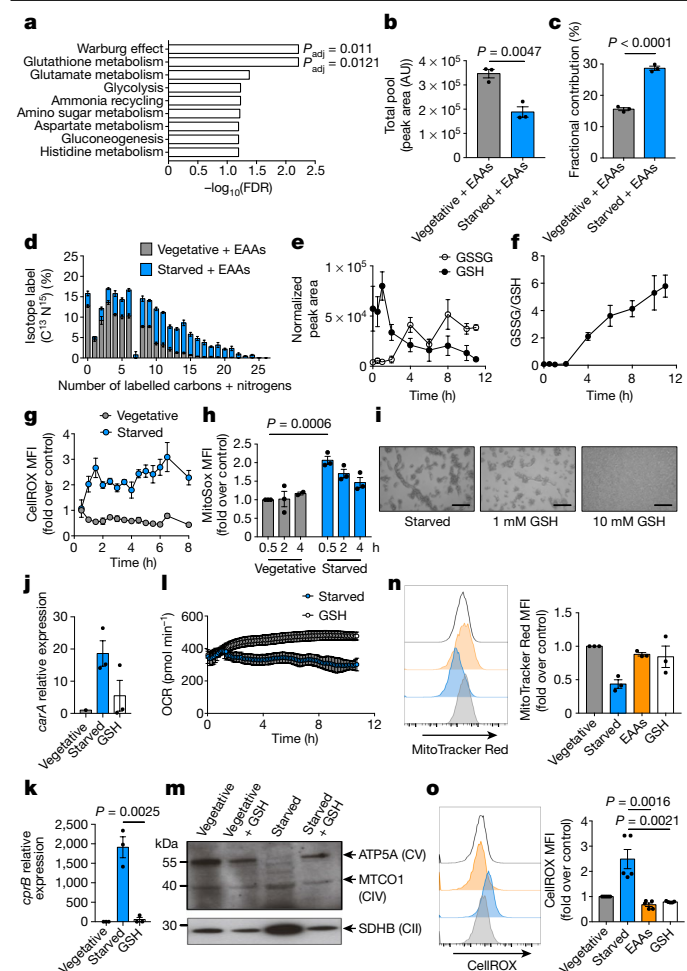 a
Warburg effect
Glutathione metabolism
Glutamate metabolism
Glycolysis
Ammonia recycling
Amino sugar metabolism
Aspartate metabolism
Gluconeogenesis
Histidine metabolism
Padj = 0.011
Padj = 0.0121
0 0.5 1.0 1.5 2.0 2.5
–log10(FDR)
b
P = 0.0047
Total pool
(peak area (AU))
4 × 10⁵
3 × 10⁵
2 × 10⁵
1 × 10⁵
0
Vegetative + EAAs
Starved + EAAs
c
P < 0.0001
Fractional contribution (%)
30
20
10
0
Vegetative + EAAs
Starved + EAAs
d
Vegetative + EAAs
Starved + EAAs
Isotope label
(C¹³ N¹⁵) (%)
25
20
15
10
5
0
0 5 10 15 20 25
Number of labelled carbons + nitrogens
e
GSSG
GSH
Normalized
peak area
1 × 10⁵
5 × 10⁴
0
0 4 8 12
Time (h)
f
GSSG/GSH
8
6
4
2
0
0 4 8 12
Time (h)
g
Vegetative
Starved
CellROX MFI
(fold over control)
4
3
2
1
0
0 2 4 6 8
Time (h)
h
P = 0.0006
MitoSox MFI
(fold over control)
2.5
2.0
1.5
1.0
0.5
0
0.5 2 4 0.5 2 4 h
Vegetative Starved
i
Starved
1 mM GSH
10 mM GSH
j
carA relative expression
30
20
10
0
Vegetative
Starved
GSH
l
Starved
GSH
OCR (pmol min⁻¹)
600
400
200
0
0 4 8 12
Time (h)
n
MitoTracker Red
MitoTracker Red MFI
(fold over control)
1.5
1.0
0.5
0
Vegetative
Starved
EAAs
GSH
k
P = 0.0025
cprB relative
expression
2,500
2,000
1,500
1,000
500
0
Vegetative
Starved
GSH
m
Vegetative
Vegetative
+ GSH
Starved
Starved
+ GSH
kDa
55
40
30
ATP5A (CV)
MTCO1
(CIV)
SDHB (CII)
o
CellROX
P = 0.0016
P = 0.0021
CellROX MFI
(fold over control)
4
3
2
1
0
Vegetative
Starved
EAAs
GSH